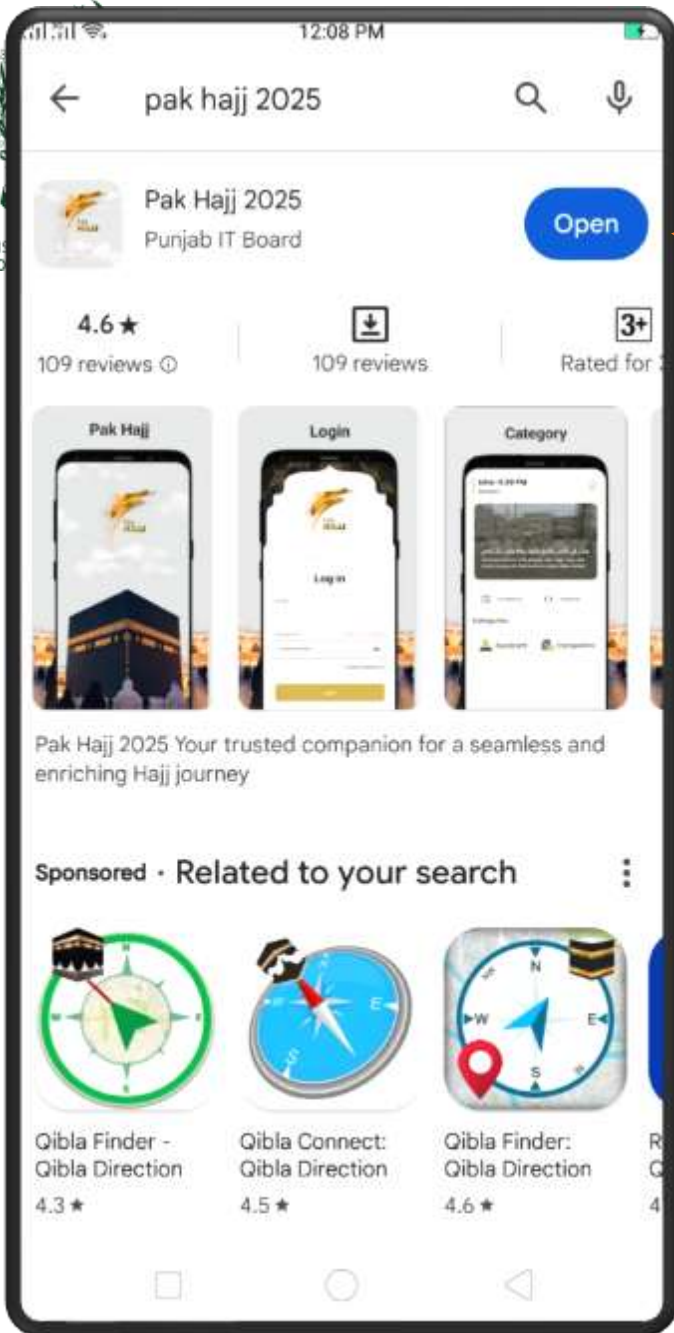 12:08 PM
pak hajj 2025
Pak Hajj 2025
Punjab IT Board
Open
4.6★
109 reviews
109 reviews
3+
Rated for
Pak Hajj
Login
Category
Log in
Pak Hajj 2025 Your trusted companion for a seamless and
enriching Hajj journey
Sponsored · Related to your search
N
E
S
N
W
E
S
Qibla Finder -
Qibla Direction
4.3★
Qibla Connect:
Qibla Direction
4.5★
Qibla Finder:
Qibla Direction
4.6★